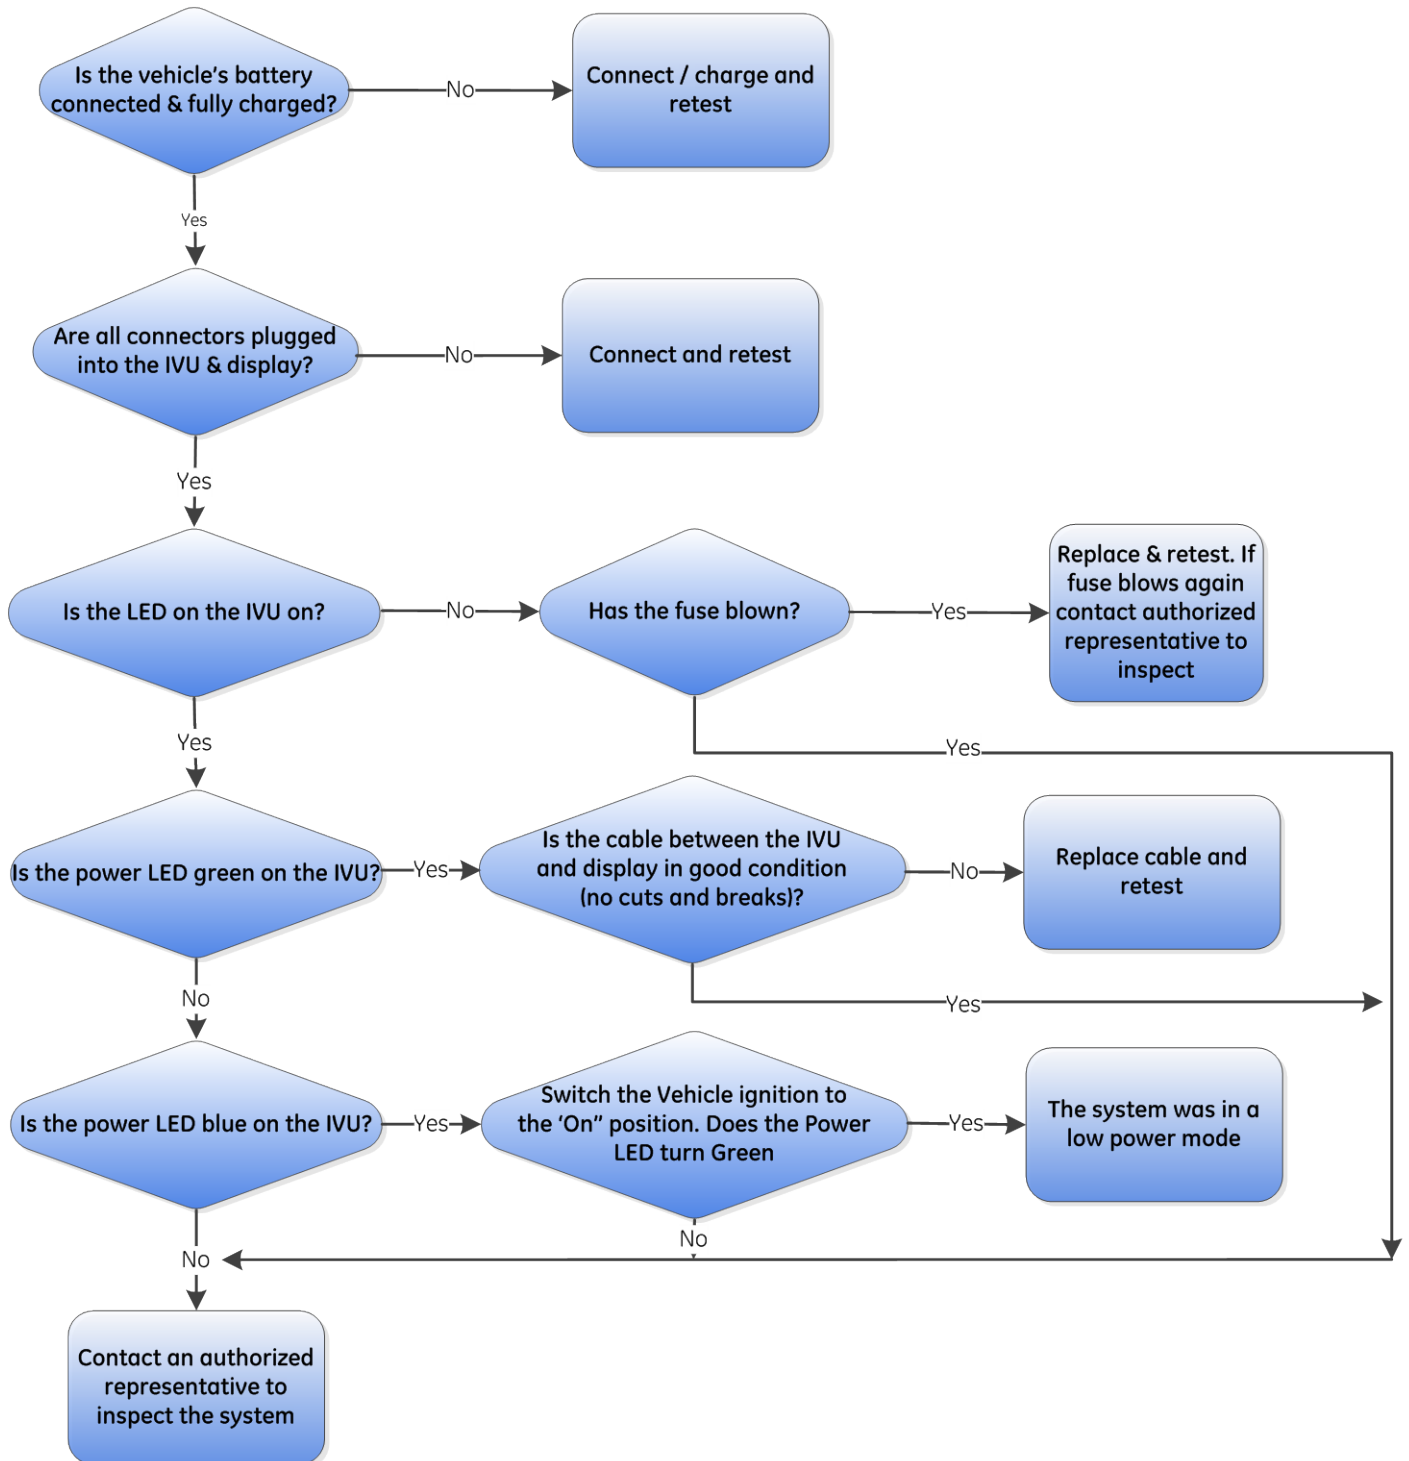 Is the vehicle's battery
connected & fully charged?
No
Connect / charge and
retest
Yes
Are all connectors plugged
into the IVU & display?
No
Connect and retest
Yes
Is the LED on the IVU on?
No
Has the fuse blown?
Yes
Replace & retest. If
fuse blows again
contact authorized
representative to
inspect
Yes
Yes
Is the power LED green on the IVU?
Yes
Is the cable between the IVU
and display in good condition
(no cuts and breaks)?
No
Replace cable and
retest
No
Yes
Is the power LED blue on the IVU?
Yes
Switch the Vehicle ignition to
the ‘On” position. Does the Power
LED turn Green
Yes
The system was in a
low power mode
No
No
Contact an authorized
representative to
inspect the system